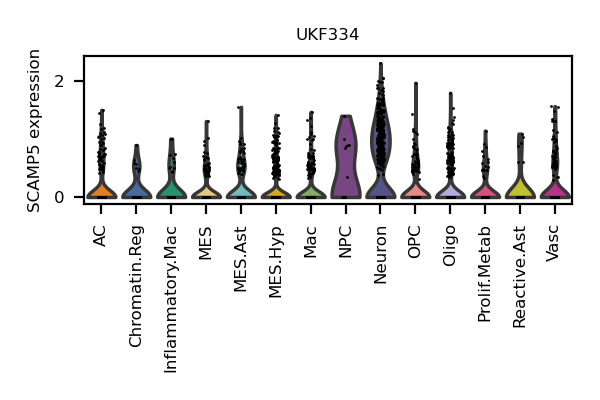 UKF334
SCAMP5 expression
2
0
AC
Chromatin.Reg
Inflammatory.Mac
MES
MES.Ast
MES.Hyp
Mac
NPC
Neuron
OPC
Oligo
Prolif.Metab
Reactive.Ast
Vasc